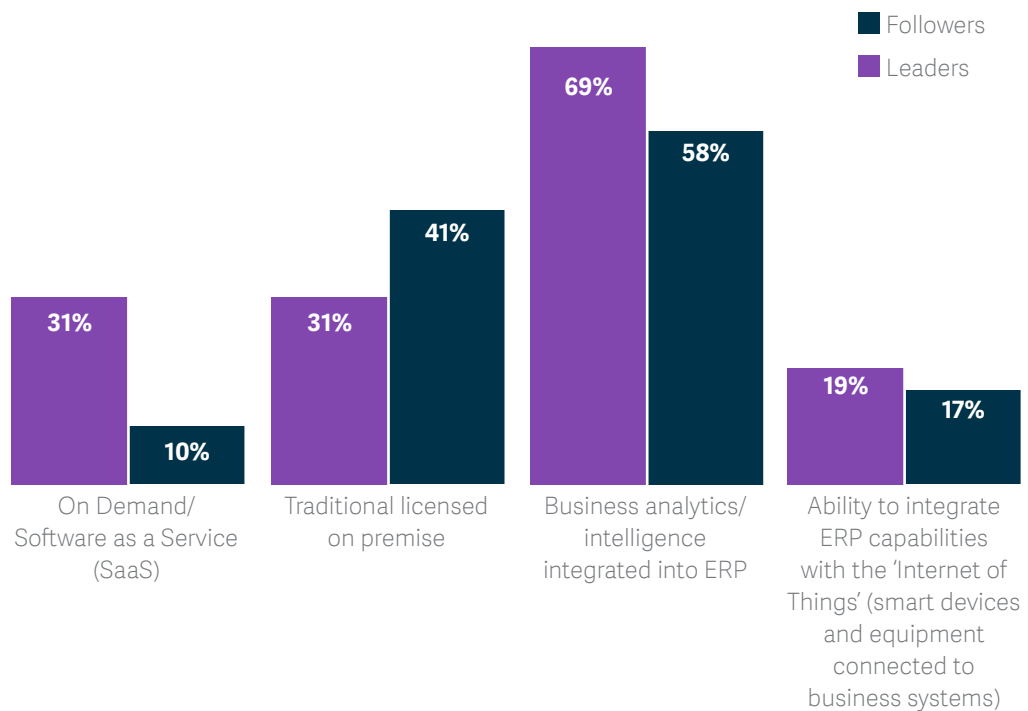 Followers
Leaders
69%
58%
41%
31%
31%
19%
17%
10%
On Demand/
Software as a Service
(SaaS)
Traditional licensed
on premise
Business analytics/
intelligence
integrated into ERP
Ability to integrate
ERP capabilities
with the ‘Internet of
Things’ (smart devices
and equipment
connected to
business systems)